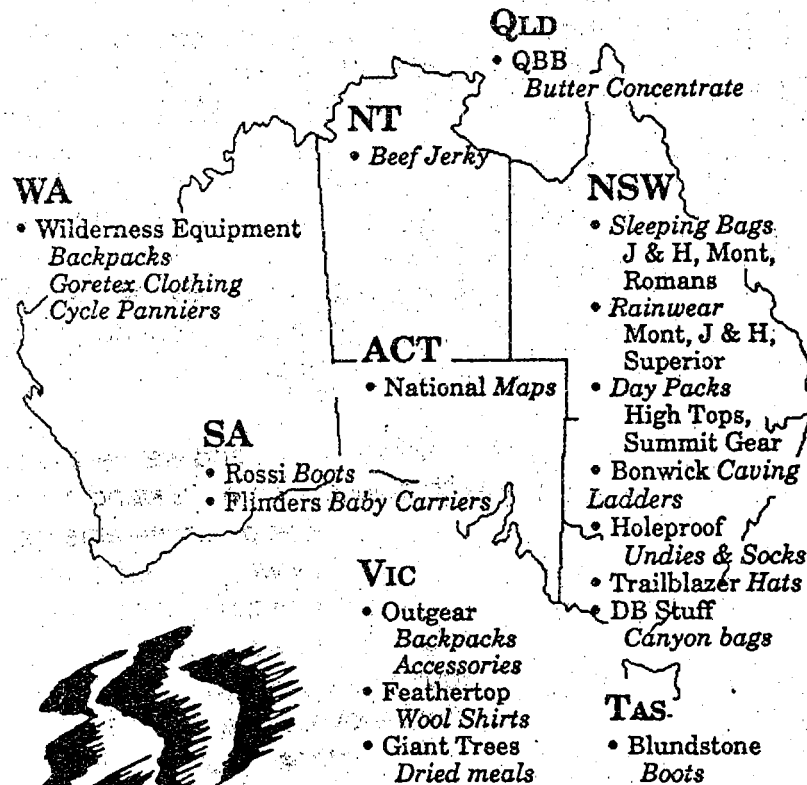 QLD
• QBB
Butter Concentrate
NT
• Beef Jerky
WA
• Wilderness Equipment
Backpacks
Goretex Clothing
Cycle Panniers
NSW
• Sleeping Bags
J & H, Mont,
Romans
• Rainwear
Mont, J & H,
Superior
• Day Packs
High Tops,
Summit Gear
• Bonwick Caving
Ladders
• Holeproof
Undies & Socks
• Trailblazer Hats
• DB Stuff
Canyon bags
ACT
• National Maps
SA
• Rossi Boots
• Flinders Baby Carriers
VIC
• Outgear
Backpacks
Accessories
• Feathertop
Wool Shirts
• Giant Trees
Dried meals
TAS.
• Blundstone
Boots